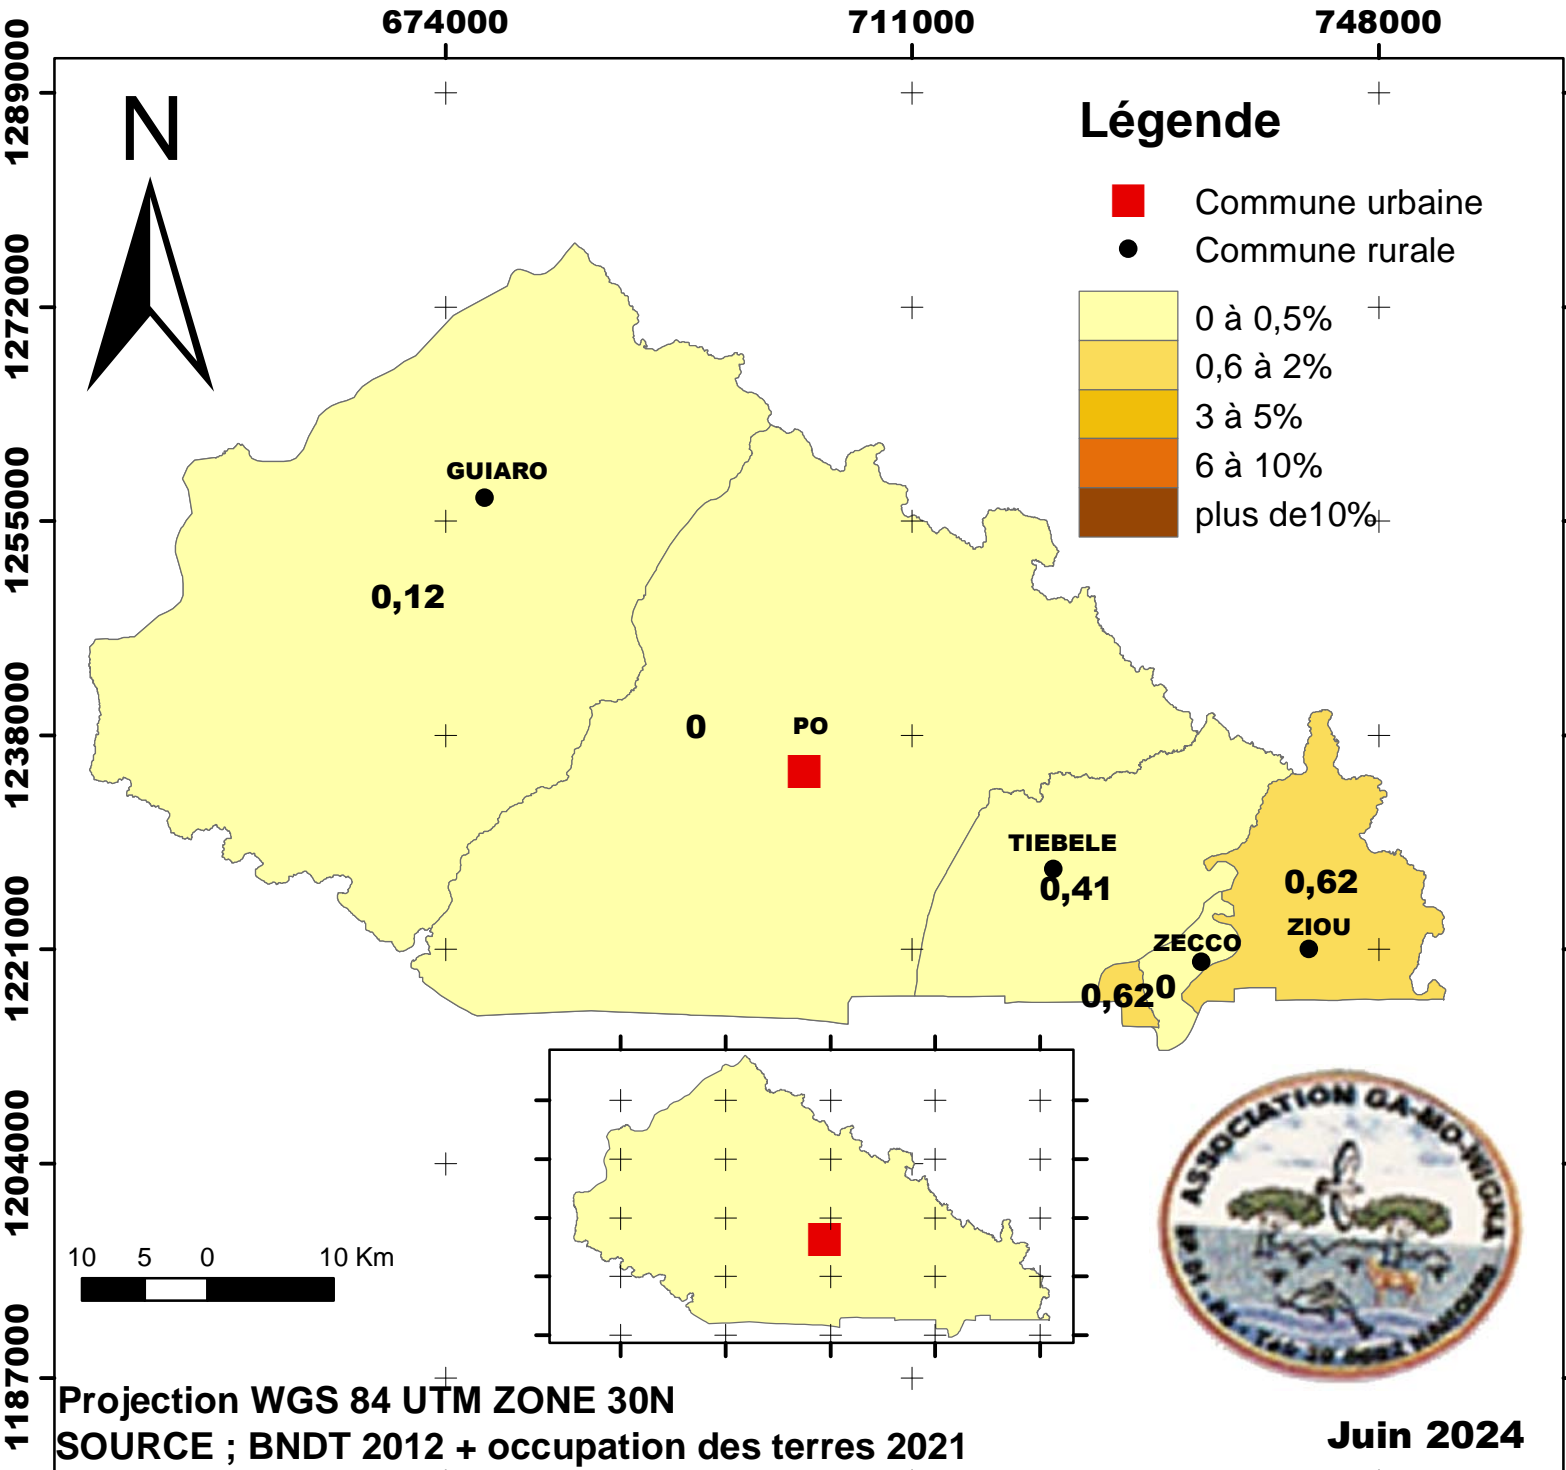 674000 711000 748000
1289000
1272000
1255000
1238000
1221000
1204000
1187000
N
Légende
Commune urbaine
Commune rurale
0 à 0,5%
0,6 à 2%
3 à 5%
6 à 10%
plus de10%
GUIARO
0,12
0
PO
TIEBELE
0,41
0,62
ZIOU
ZECCO
0,62
0
10 5 0 10 Km
ASSOCIATION GA-MO-WIGNA
Projection WGS 84 UTM ZONE 30N
SOURCE ; BNDT 2012 + occupation des terres 2021
Juin 2024